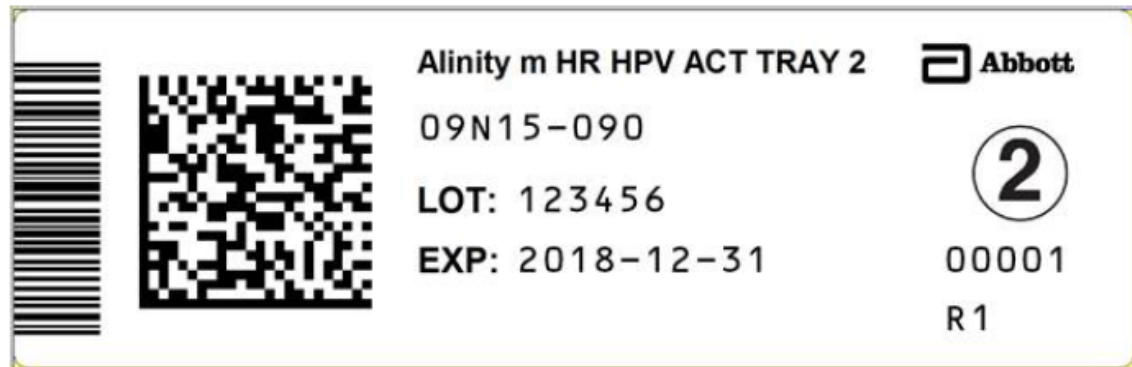 Alinity m HR HPV ACT TRAY 2
Abbott
09N15-090
2
LOT: 123456
EXP: 2018-12-31
00001
R1